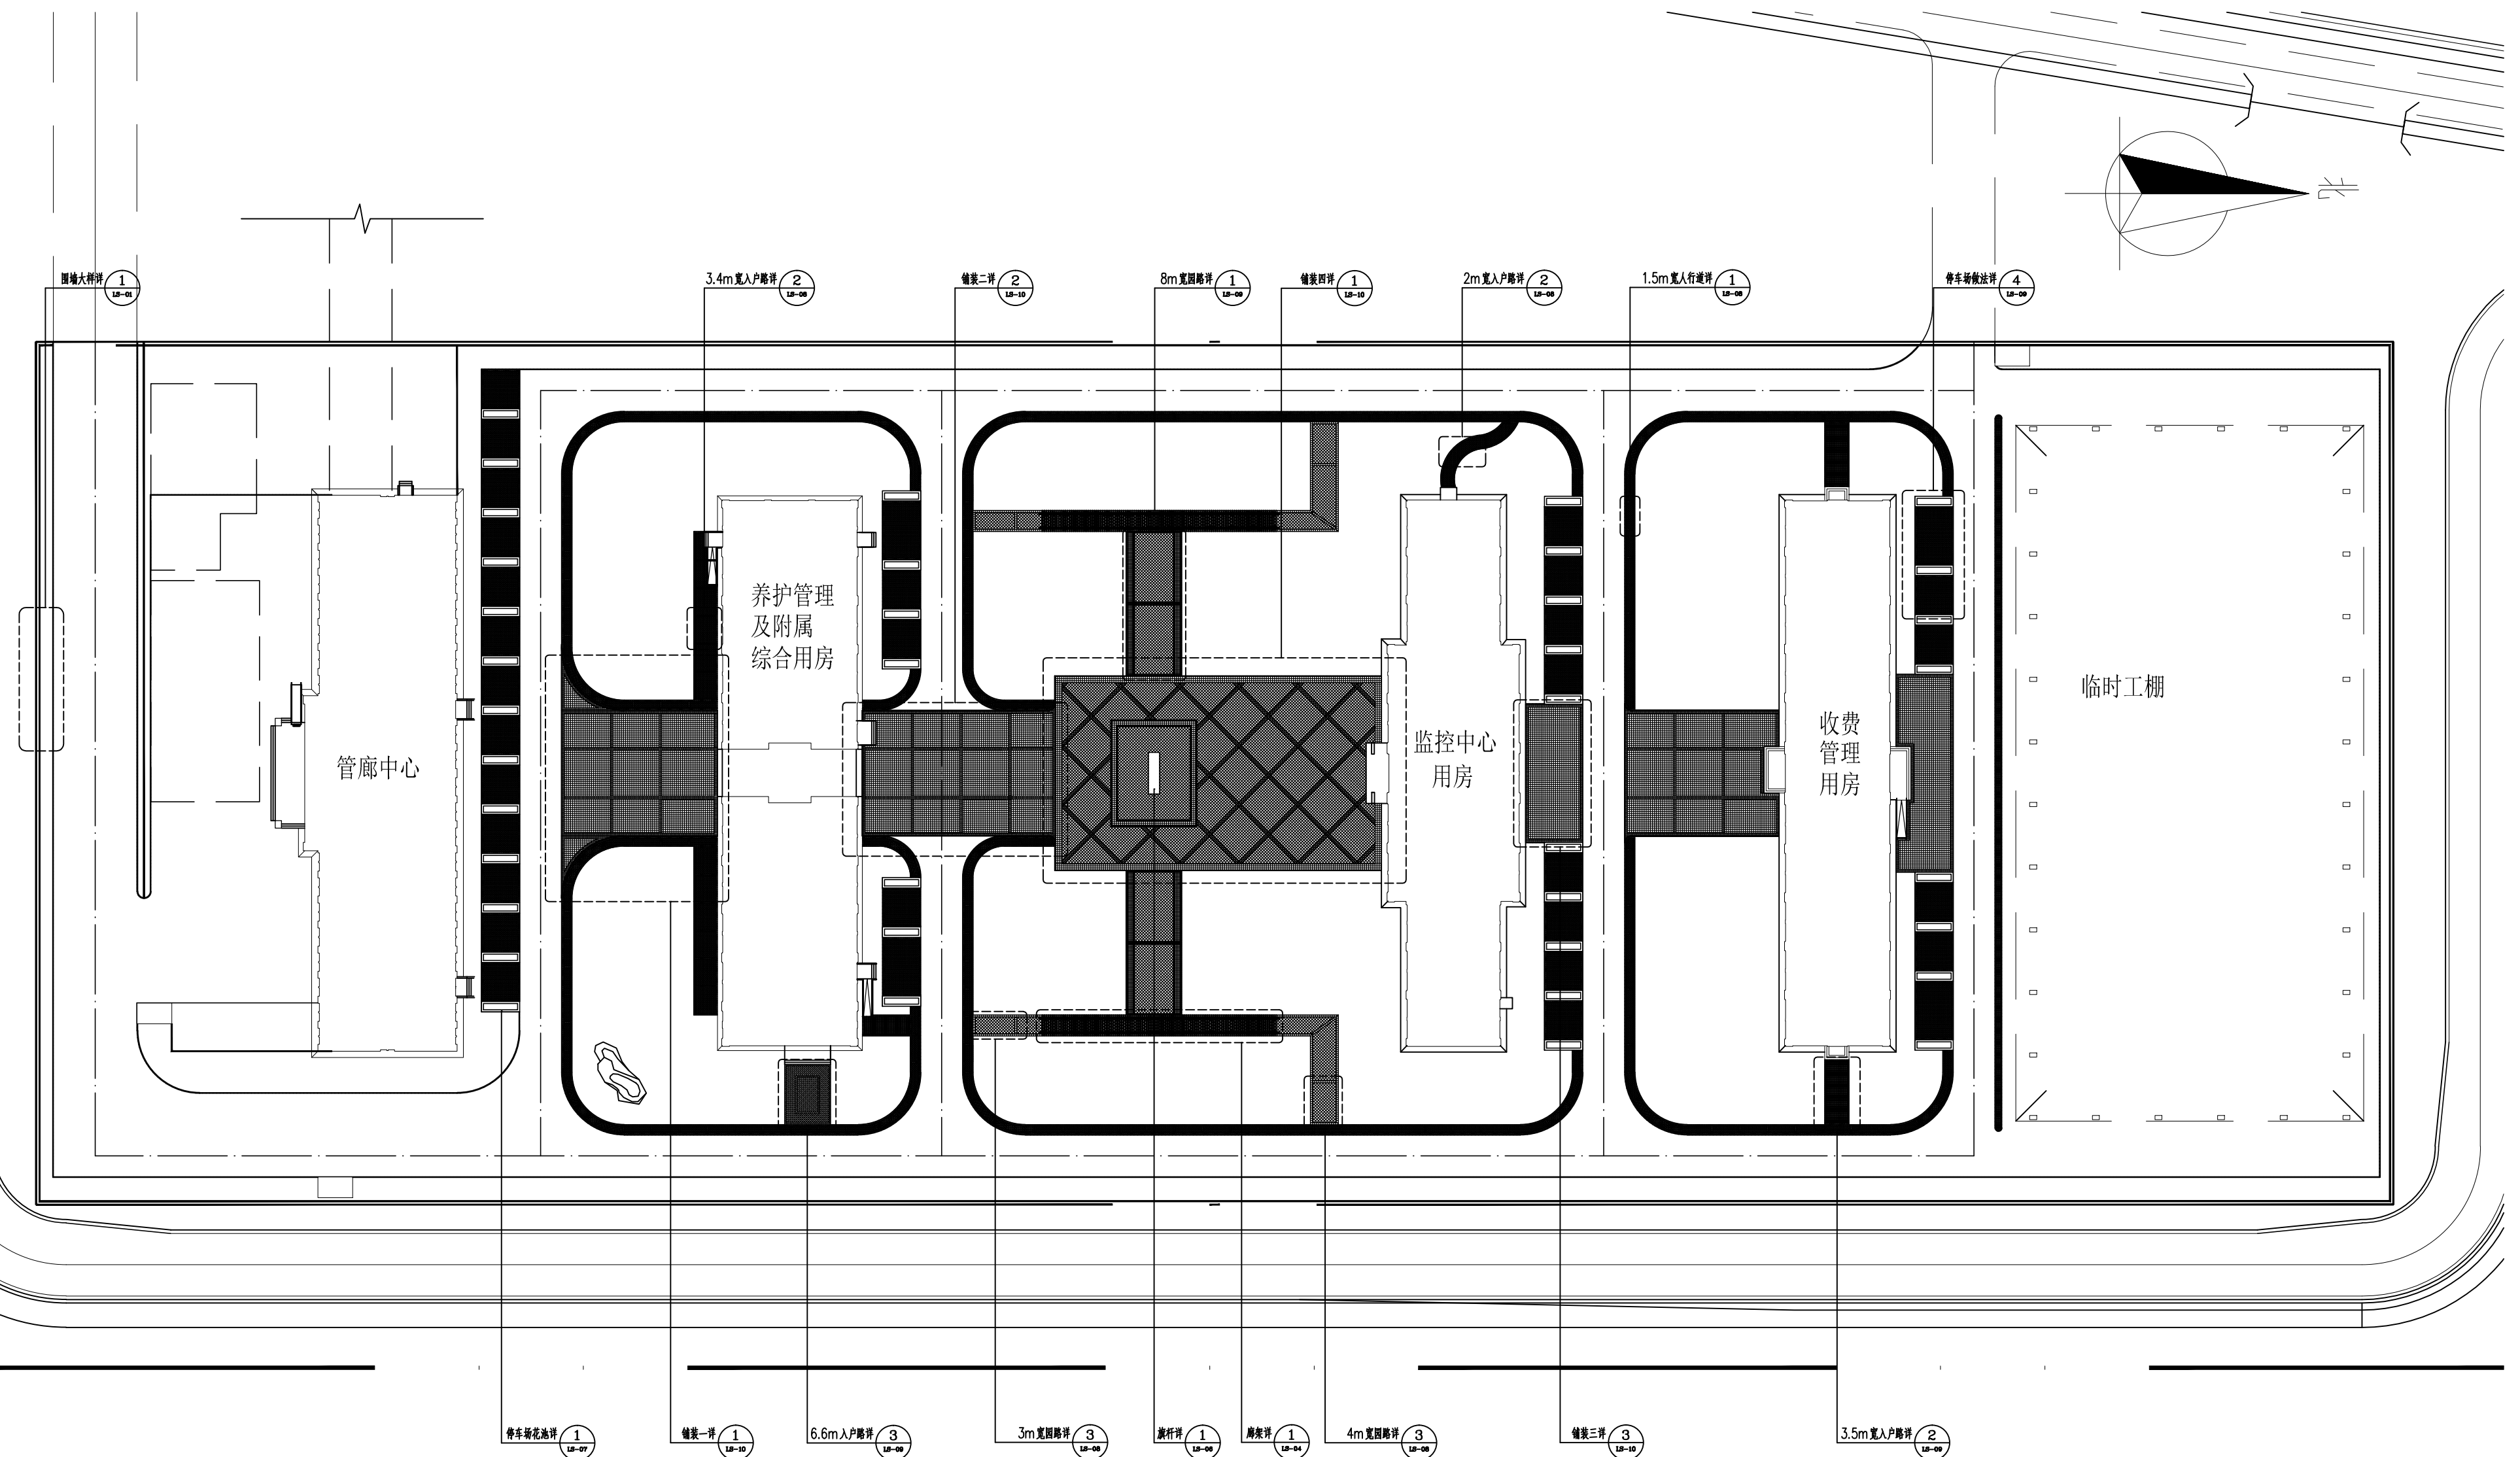 北
围墙大样详 1 LS-01
3.4m宽入户路详 2 LS-08
铺装二详 2 LS-10
8m宽园路详 1 LS-09
铺装四详 1 LS-10
2m宽入户路详 2 LS-08
1.5m宽人行道详 1 LS-08
停车场做法详 4 LS-09
养护管理
及附属
综合用房
管廊中心
监控中心
用房
收费
管理
用房
临时工棚
停车场花池详 1 LS-07
铺装一详 1 LS-10
6.6m入户路详 3 LS-09
3m宽园路详 3 LS-08
旗杆详 1 LS-06
廊架详 1 LS-04
4m宽园路详 3 LS-08
铺装三详 3 LS-10
3.5m宽入户路详 2 LS-09